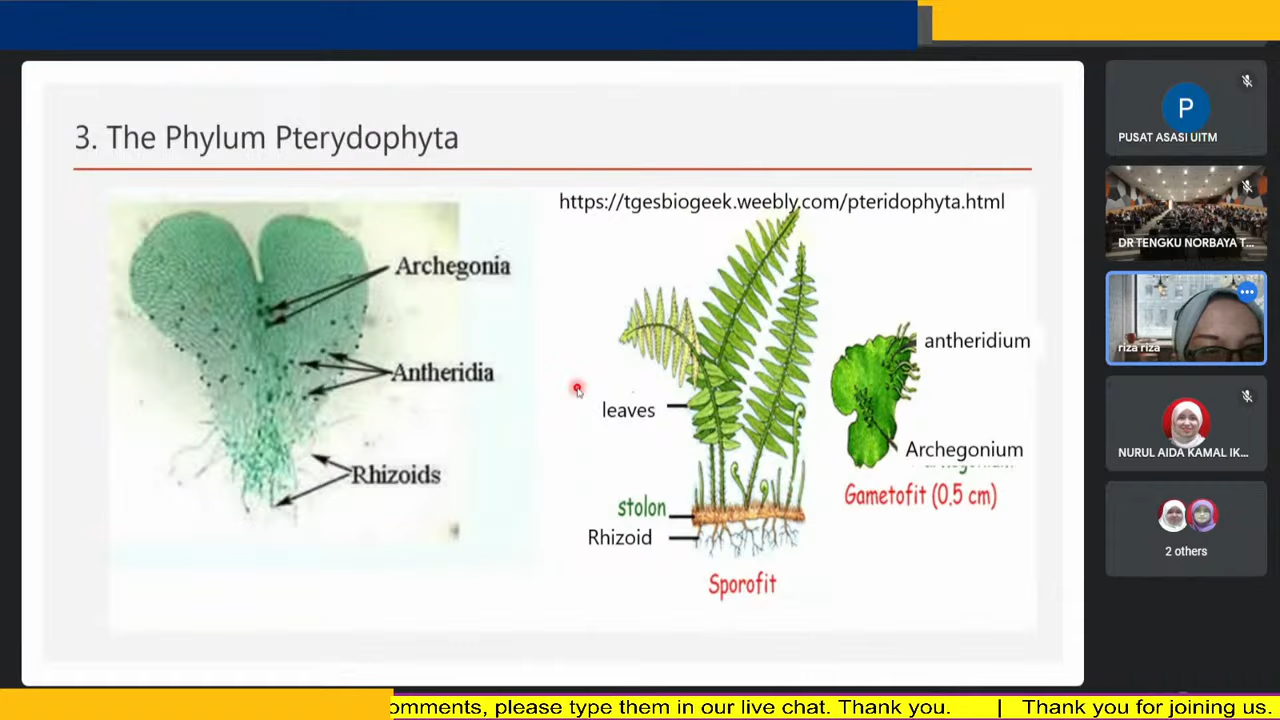 3. The Phylum Pterydophyta
https://tgesbiogeek.weebly.com/pteridophyta.html
Archegonia
Antheridia
Rhizoids
leaves
stolon
Rhizoid
Sporofit
antheridium
Archegonium
Gametofit (0,5 cm)
P
PUSAT ASASI UITM
DR TENGKU NORBAYA T...
riza riza
NURUL AIDA KAMAL IK...
2 others
omments, please type them in our live chat. Thank you. | Thank you for joining us.